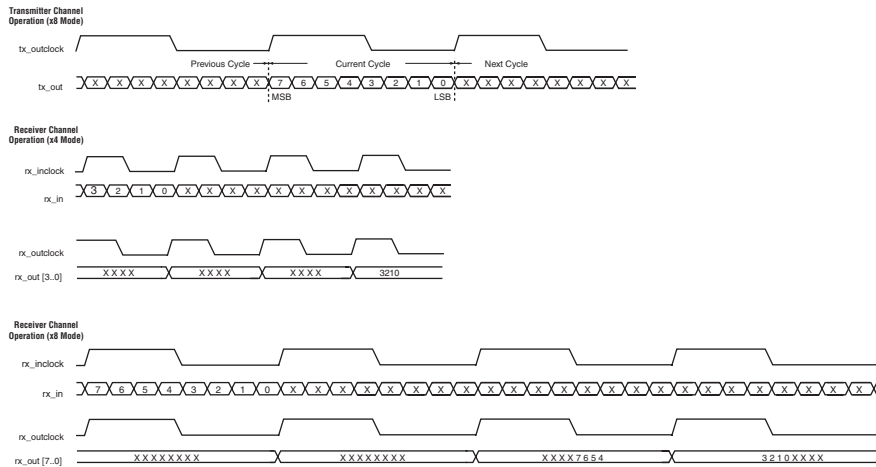 Transmitter Channel
Operation (x8 Mode)
tx_outclock
Previous Cycle Current Cycle Next Cycle
tx_out X X X X X X X X 7 6 5 4 3 2 1 0 X X X X X X X X
MSB LSB
Receiver Channel
Operation (x4 Mode)
rx_inclock
rx_in 3 2 1 0 X X X X X X X X X X X X
rx_outclock
rx_out [3..0] X X X X X X X X X X X X 3210
Receiver Channel
Operation (x8 Mode)
rx_inclock
rx_in 7 6 5 4 3 2 1 0 X X X X X X X X X X X X X X X X X X X X X X X X
rx_outclock
rx_out [7..0] X X X X X X X X X X X X X X X X X X X X 7 6 5 4 3 2 1 0 X X X X